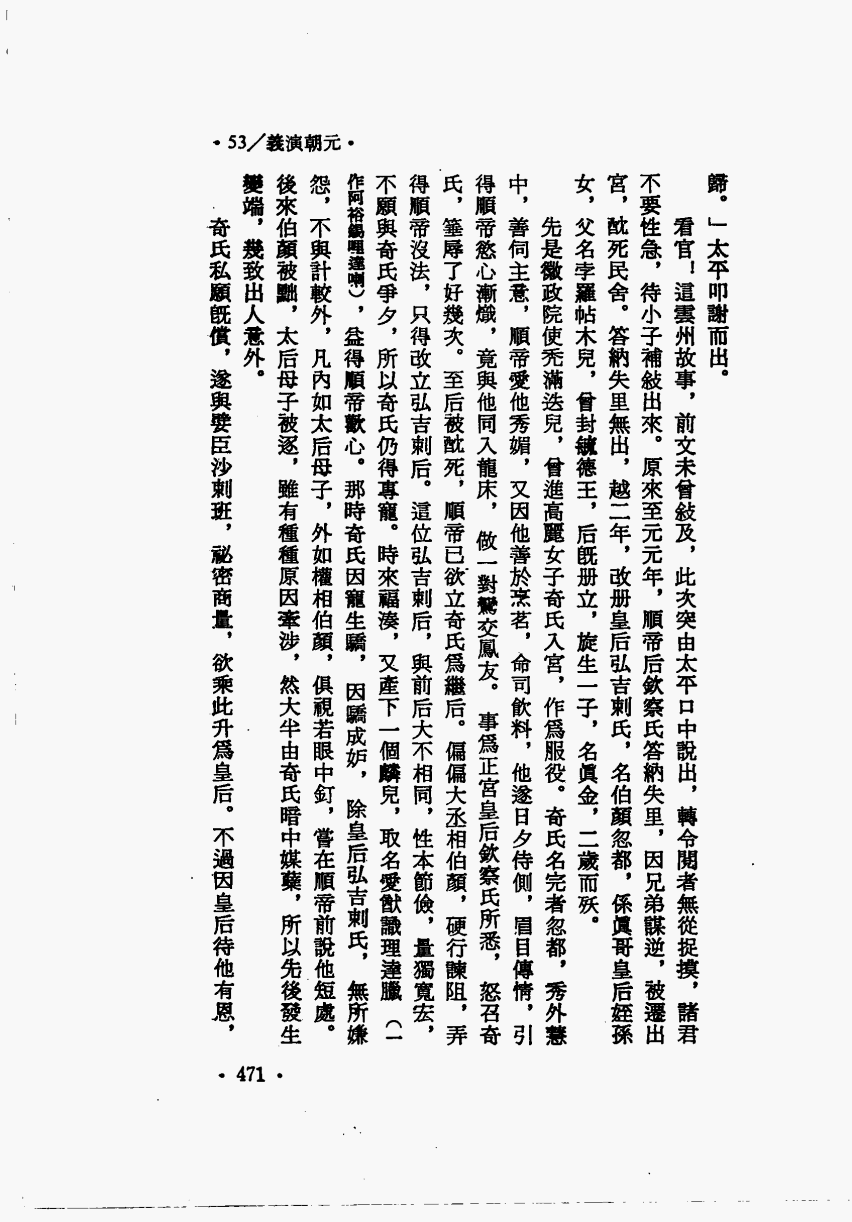 ·元朝演義／53·
歸。」太平叩謝而出。
看官！這雲州故事，前文未曾敍及，此次突由太平口中說出，轉令閱者無從捉摸，諸君
不要性急，待小子補敍出來。原來至元元年，順帝后欽察氏答納失里，因兄弟謀逆，被遷出
宮，酖死民舍。答納失里無出，越二年，改册皇后弘吉剌氏，名伯顏忽都，係眞哥皇后姪孫
女，父名孛羅帖木兒，曾封毓德王，后旣册立，旋生一子，名眞金，二歲而殀。
先是徽政院使禿滿迭兒，曾進高麗女子奇氏入宮，作爲服役。奇氏名完者忽都，秀外慧
中，善伺主意，順帝愛他秀媚，又因他善於烹茗，命司飲料，他遂日夕侍側，眉目傳情，引
得順帝慾心漸熾，竟與他同入龍床，做一對鸞交鳳友。事爲正宮皇后欽察氏所悉，怒召奇
氏，箠辱了好幾次。至后被酖死，順帝已欲立奇氏爲繼后。偏偏大丞相伯顏，硬行諫阻，弄
得順帝沒法，只得改立弘吉剌后。這位弘吉剌后，與前后大不相同，性本節儉，量獨寬宏，
不願與奇氏爭夕，所以奇氏仍得專寵。時來福湊，又產下一個麟兒，取名愛猷識理達臘（一
作阿裕錫哩達喇），益得順帝歡心。那時奇氏因寵生驕，因驕成妒，除皇后弘吉剌氏，無所嫌
怨，不與計較外，凡內如太后母子，外如權相伯顏，俱視若眼中釘，嘗在順帝前說他短處。
後來伯顏被黜，太后母子被逐，雖有種種原因牽涉，然大半由奇氏暗中媒糵，所以先後發生
變端，幾致出人意外。
奇氏私願旣償，遂與嬖臣沙剌班，祕密商量，欲乘此升爲皇后。不過因皇后待他有恩，
·471·